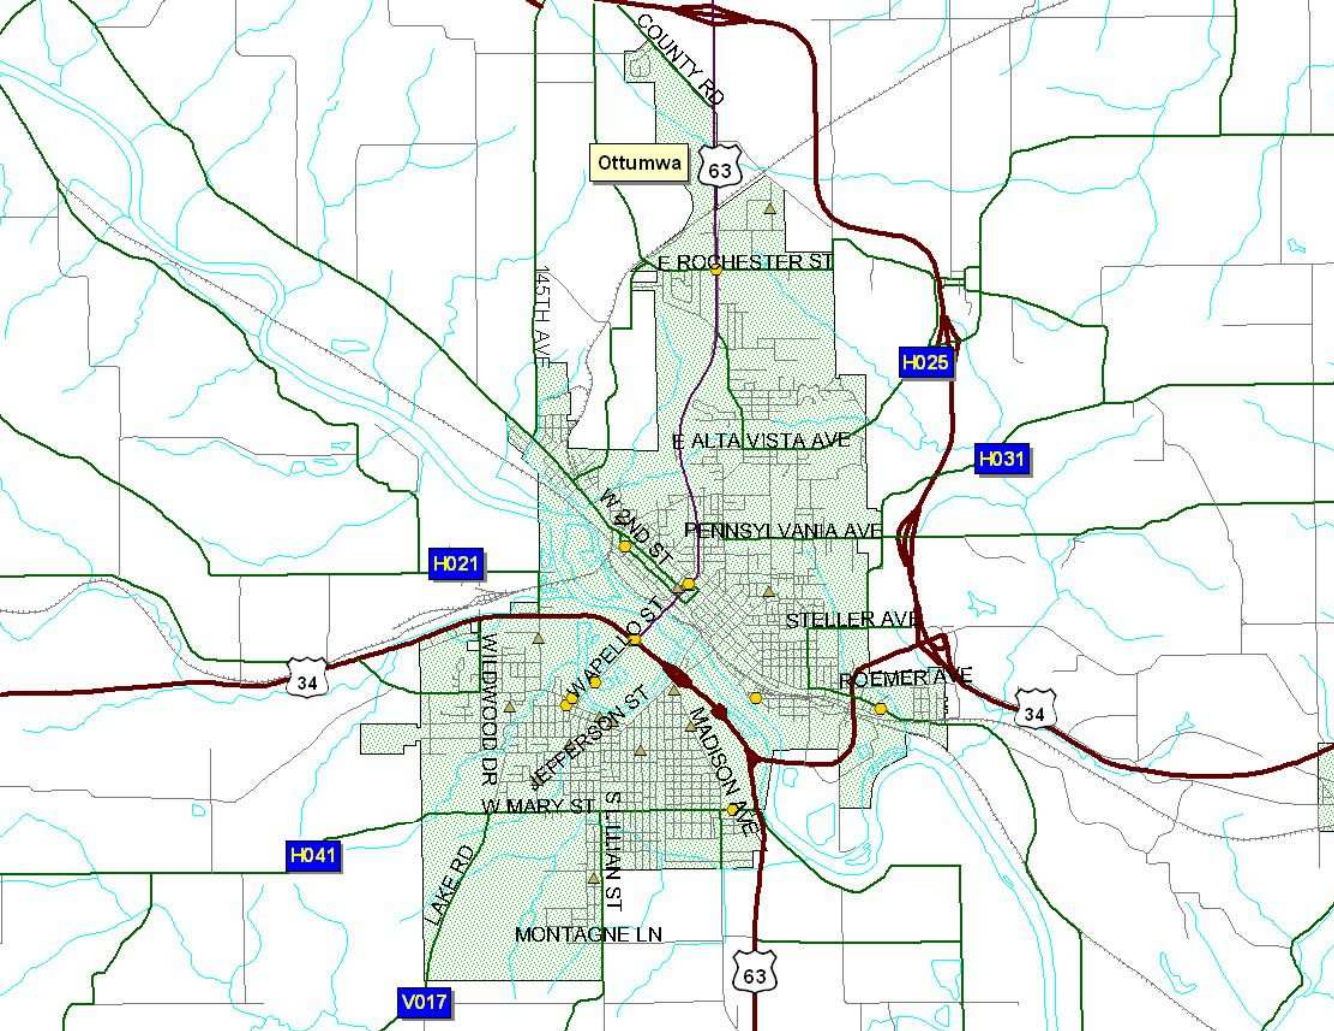 COUNTY RD
Ottumwa
63
E ROCHESTER ST
145TH AVE
H025
E ALTA VISTA AVE
H031
W 2ND ST
PENNSYLVANIA AVE
H021
WAPELLO ST
STELLER AVE
WILDWOOD DR
34
ROEMER AVE
34
JEFFERSON ST
MADISON AVE
W MARY ST
S LILLIAN ST
H041
LAKE RD
MONTAGNE LN
63
V017